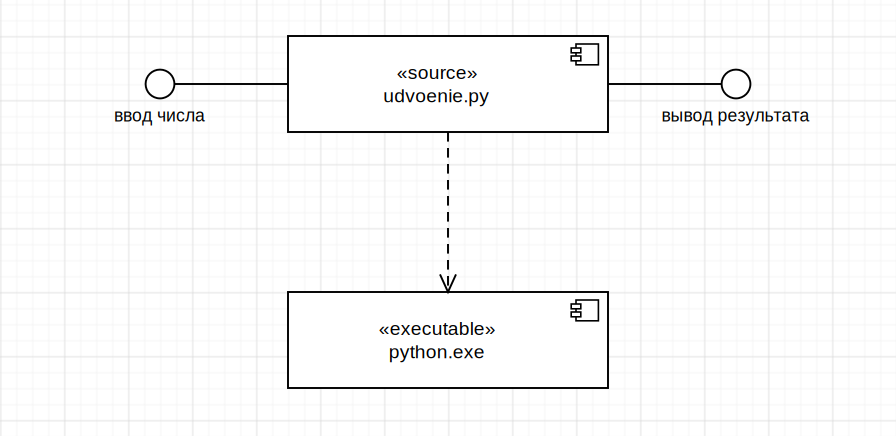 «source»
udvoenie.py
ввод числа
вывод результата
«executable»
python.exe